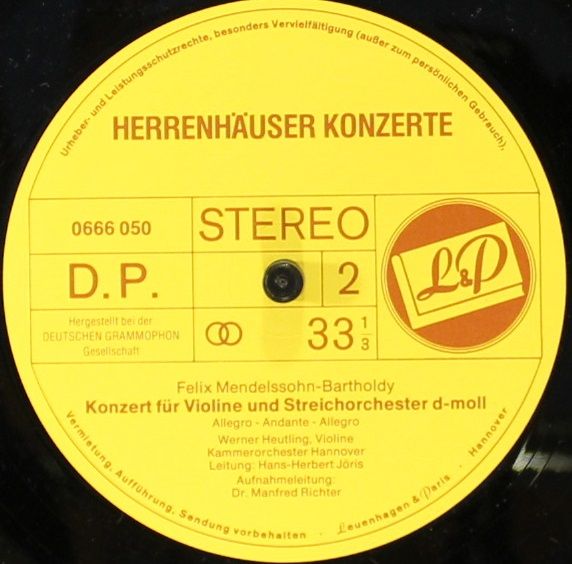 Urheber- und Leistungsschutzrechte, besonders Vervielfältigung (außer zum persönlichen Gebrauch),
HERRENHÄUSER KONZERTE
0666 050
STEREO
D.P.
2
L&P
Hergestellt bei der
DEUTSCHEN GRAMMOPHON
Gesellschaft
33 1/3
Felix Mendelssohn-Bartholdy
Konzert für Violine und Streichorchester d-moll
Allegro - Andante - Allegro
Werner Heutling, Violine
Kammerorchester Hannover
Leitung: Hans-Herbert Jöris
Aufnahmeleitung:
Dr. Manfred Richter
Vermietung, Aufführung, Sendung vorbehalten · Leuenhagen & Paris · Hannover